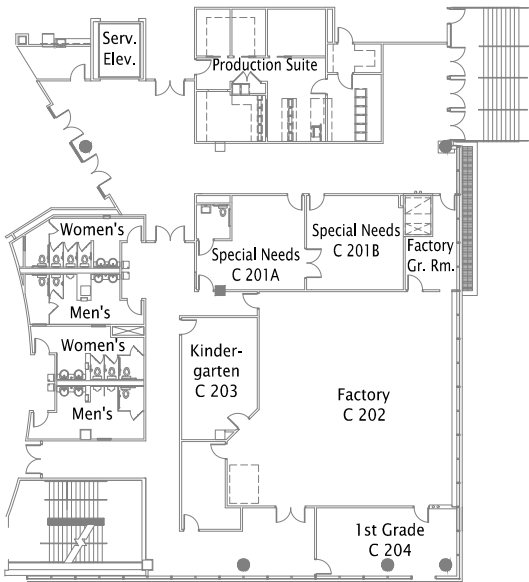 Serv.
Elev.
Production Suite
Women's
Special Needs
C 201A
Special Needs
C 201B
Factory
Gr. Rm.
Men's
Women's
Kinder-
garten
C 203
Men's
Factory
C 202
1st Grade
C 204